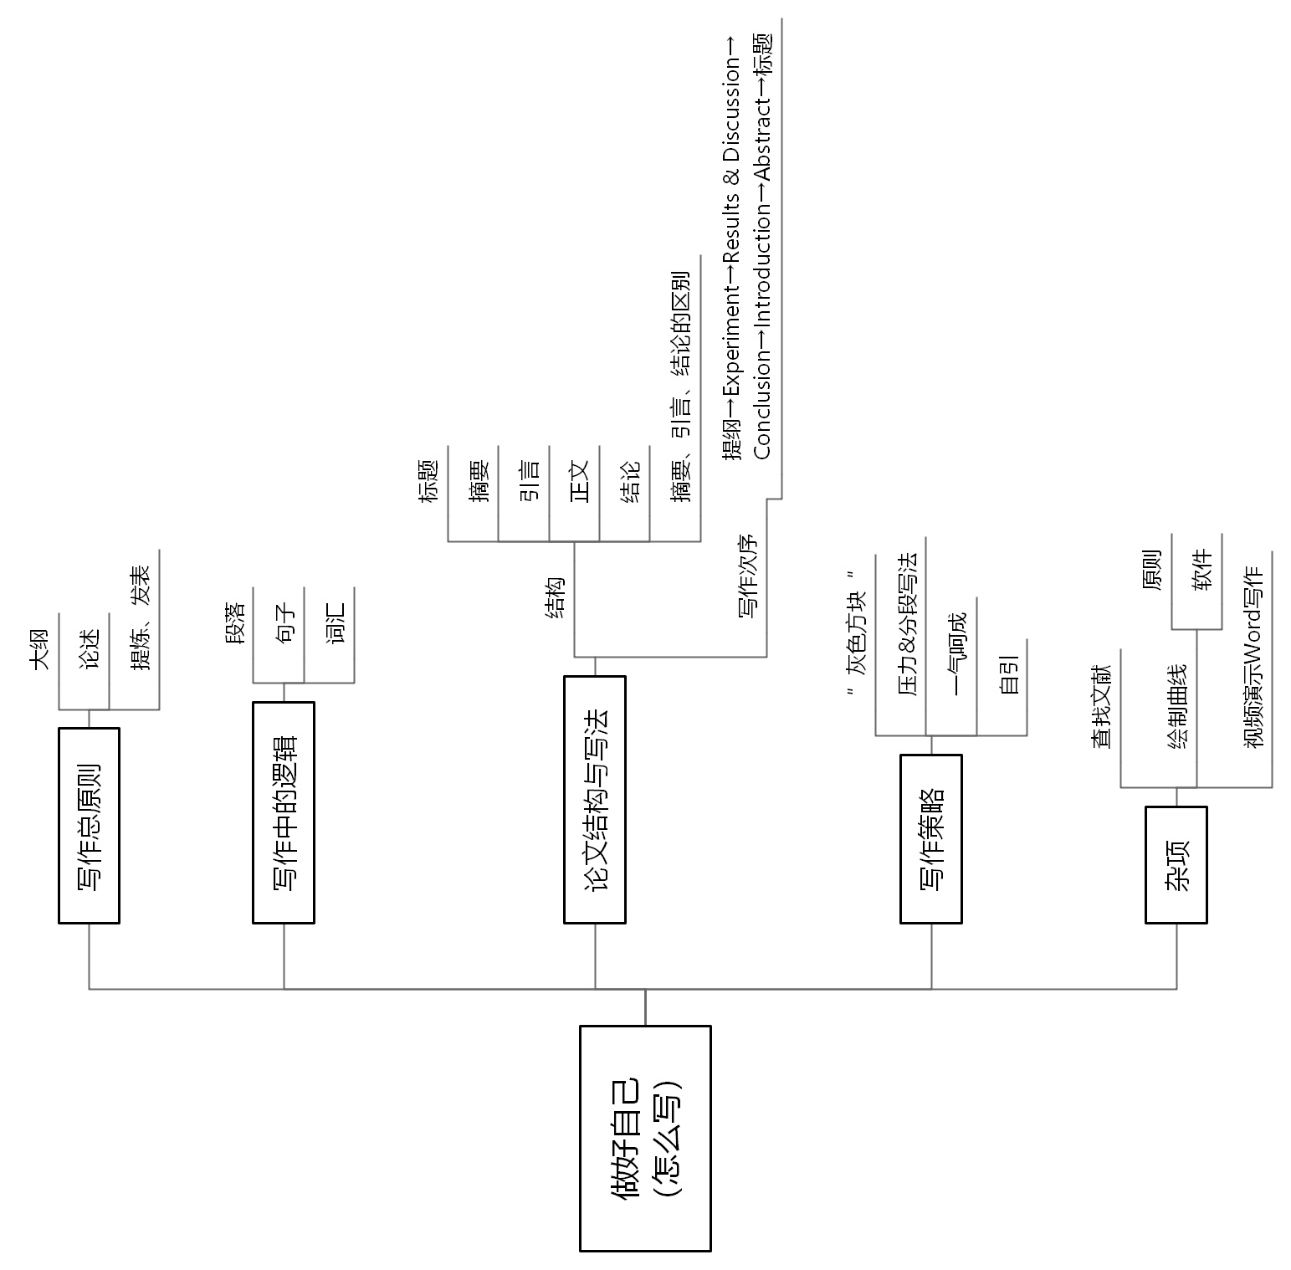 做好自己
（怎么写）
写作总原则
大纲
论述
提炼、发表
写作中的逻辑
段落
句子
词汇
论文结构与写法
结构
标题
摘要
引言
正文
结论
摘要、引言、结论的区别
写作次序
提纲→Experiment→Results & Discussion→
Conclusion→Introduction→Abstract→标题
写作策略
“灰色方块”
压力&分段写法
一气呵成
自引
杂项
查找文献
绘制曲线
原则
软件
视频演示Word写作